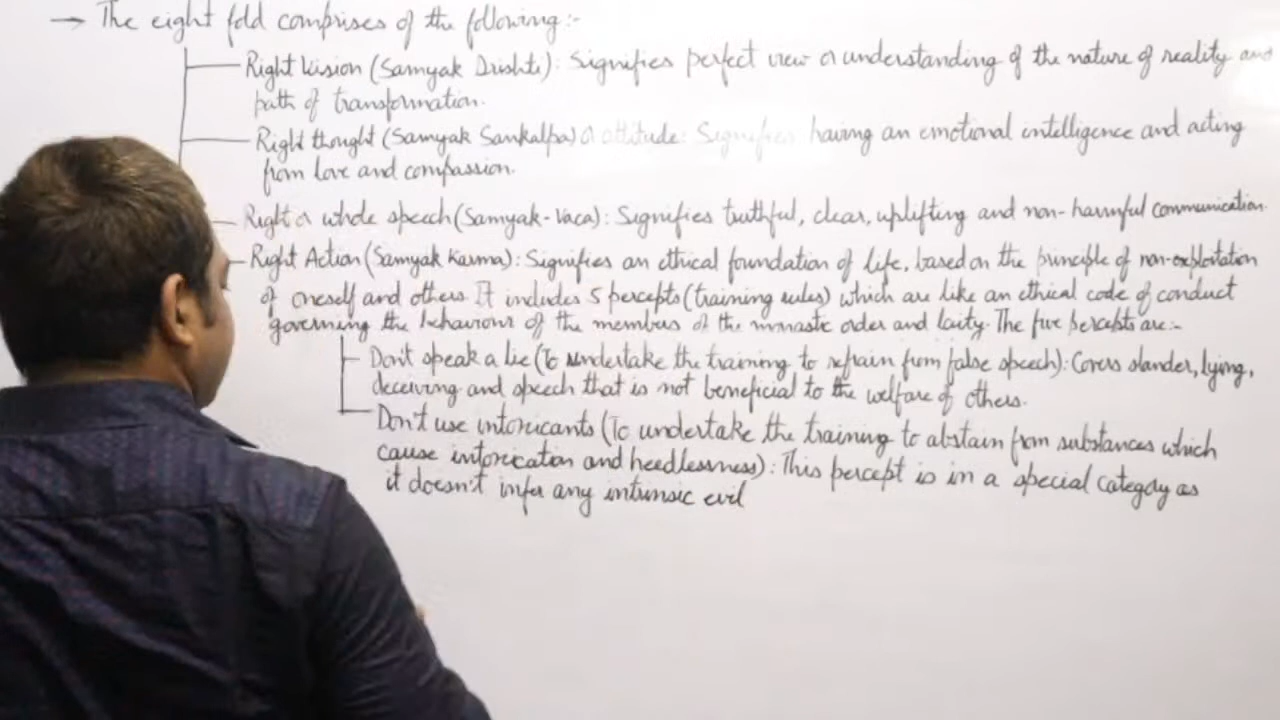 → The eight fold comprises of the following:-
Right Vision (Samyak Drishti): Signifies perfect view or understanding of the nature of reality and
path of transformation.
Right thought (Samyak Sankalpa) or attitude: Signifies having an emotional intelligence and acting
from love and compassion.
Right or whole speech (Samyak-Vaca): Signifies truthful, clear, uplifting and non-harmful communication.
Right Action (Samyak Karma): Signifies an ethical foundation of life, based on the principle of non-exploitation
of oneself and others. It includes 5 percepts (training rules) which are like an ethical code of conduct
governing the behaviour of the members of the monastic order and laity. The five percepts are:-
Don't speak a lie (To undertake the training to refrain from false speech): Covers slander, lying,
deceiving and speech that is not beneficial to the welfare of others.
Don't use intoxicants (To undertake the training to abstain from substances which
cause intoxication and heedlessness): This percept is in a special category as
it doesn't infer any intrinsic evil